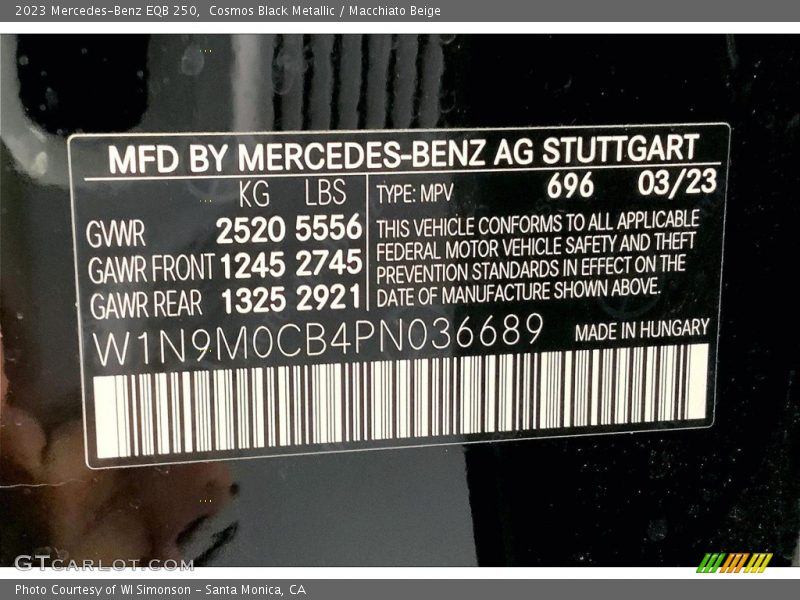 2023 Mercedes-Benz EQB 250,  Cosmos Black Metallic / Macchiato Beige
MFD BY MERCEDES-BENZ AG STUTTGART
KG LBS
GVWR 2520 5556
GAWR FRONT 1245 2745
GAWR REAR 1325 2921
TYPE: MPV 696 03/23
THIS VEHICLE CONFORMS TO ALL APPLICABLE
FEDERAL MOTOR VEHICLE SAFETY AND THEFT
PREVENTION STANDARDS IN EFFECT ON THE
DATE OF MANUFACTURE SHOWN ABOVE.
W1N9M0CB4PN036689 MADE IN HUNGARY
GTCARLOT.COM
Photo Courtesy of WI Simonson - Santa Monica, CA